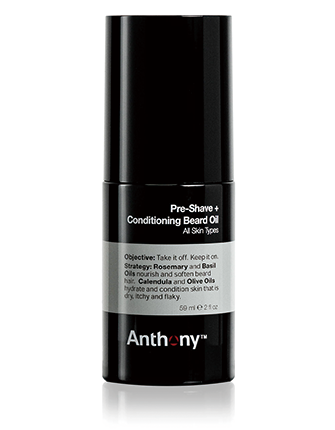 Pre-Shave +
Conditioning Beard Oil
All Skin Types
Objective: Take it off. Keep it on.
Strategy: Rosemary and Basil
Oils nourish and soften beard
hair. Calendula and Olive Oils
hydrate and condition skin that is
dry, itchy and flaky.
59 ml ℮ 2 fl oz
Anthony™